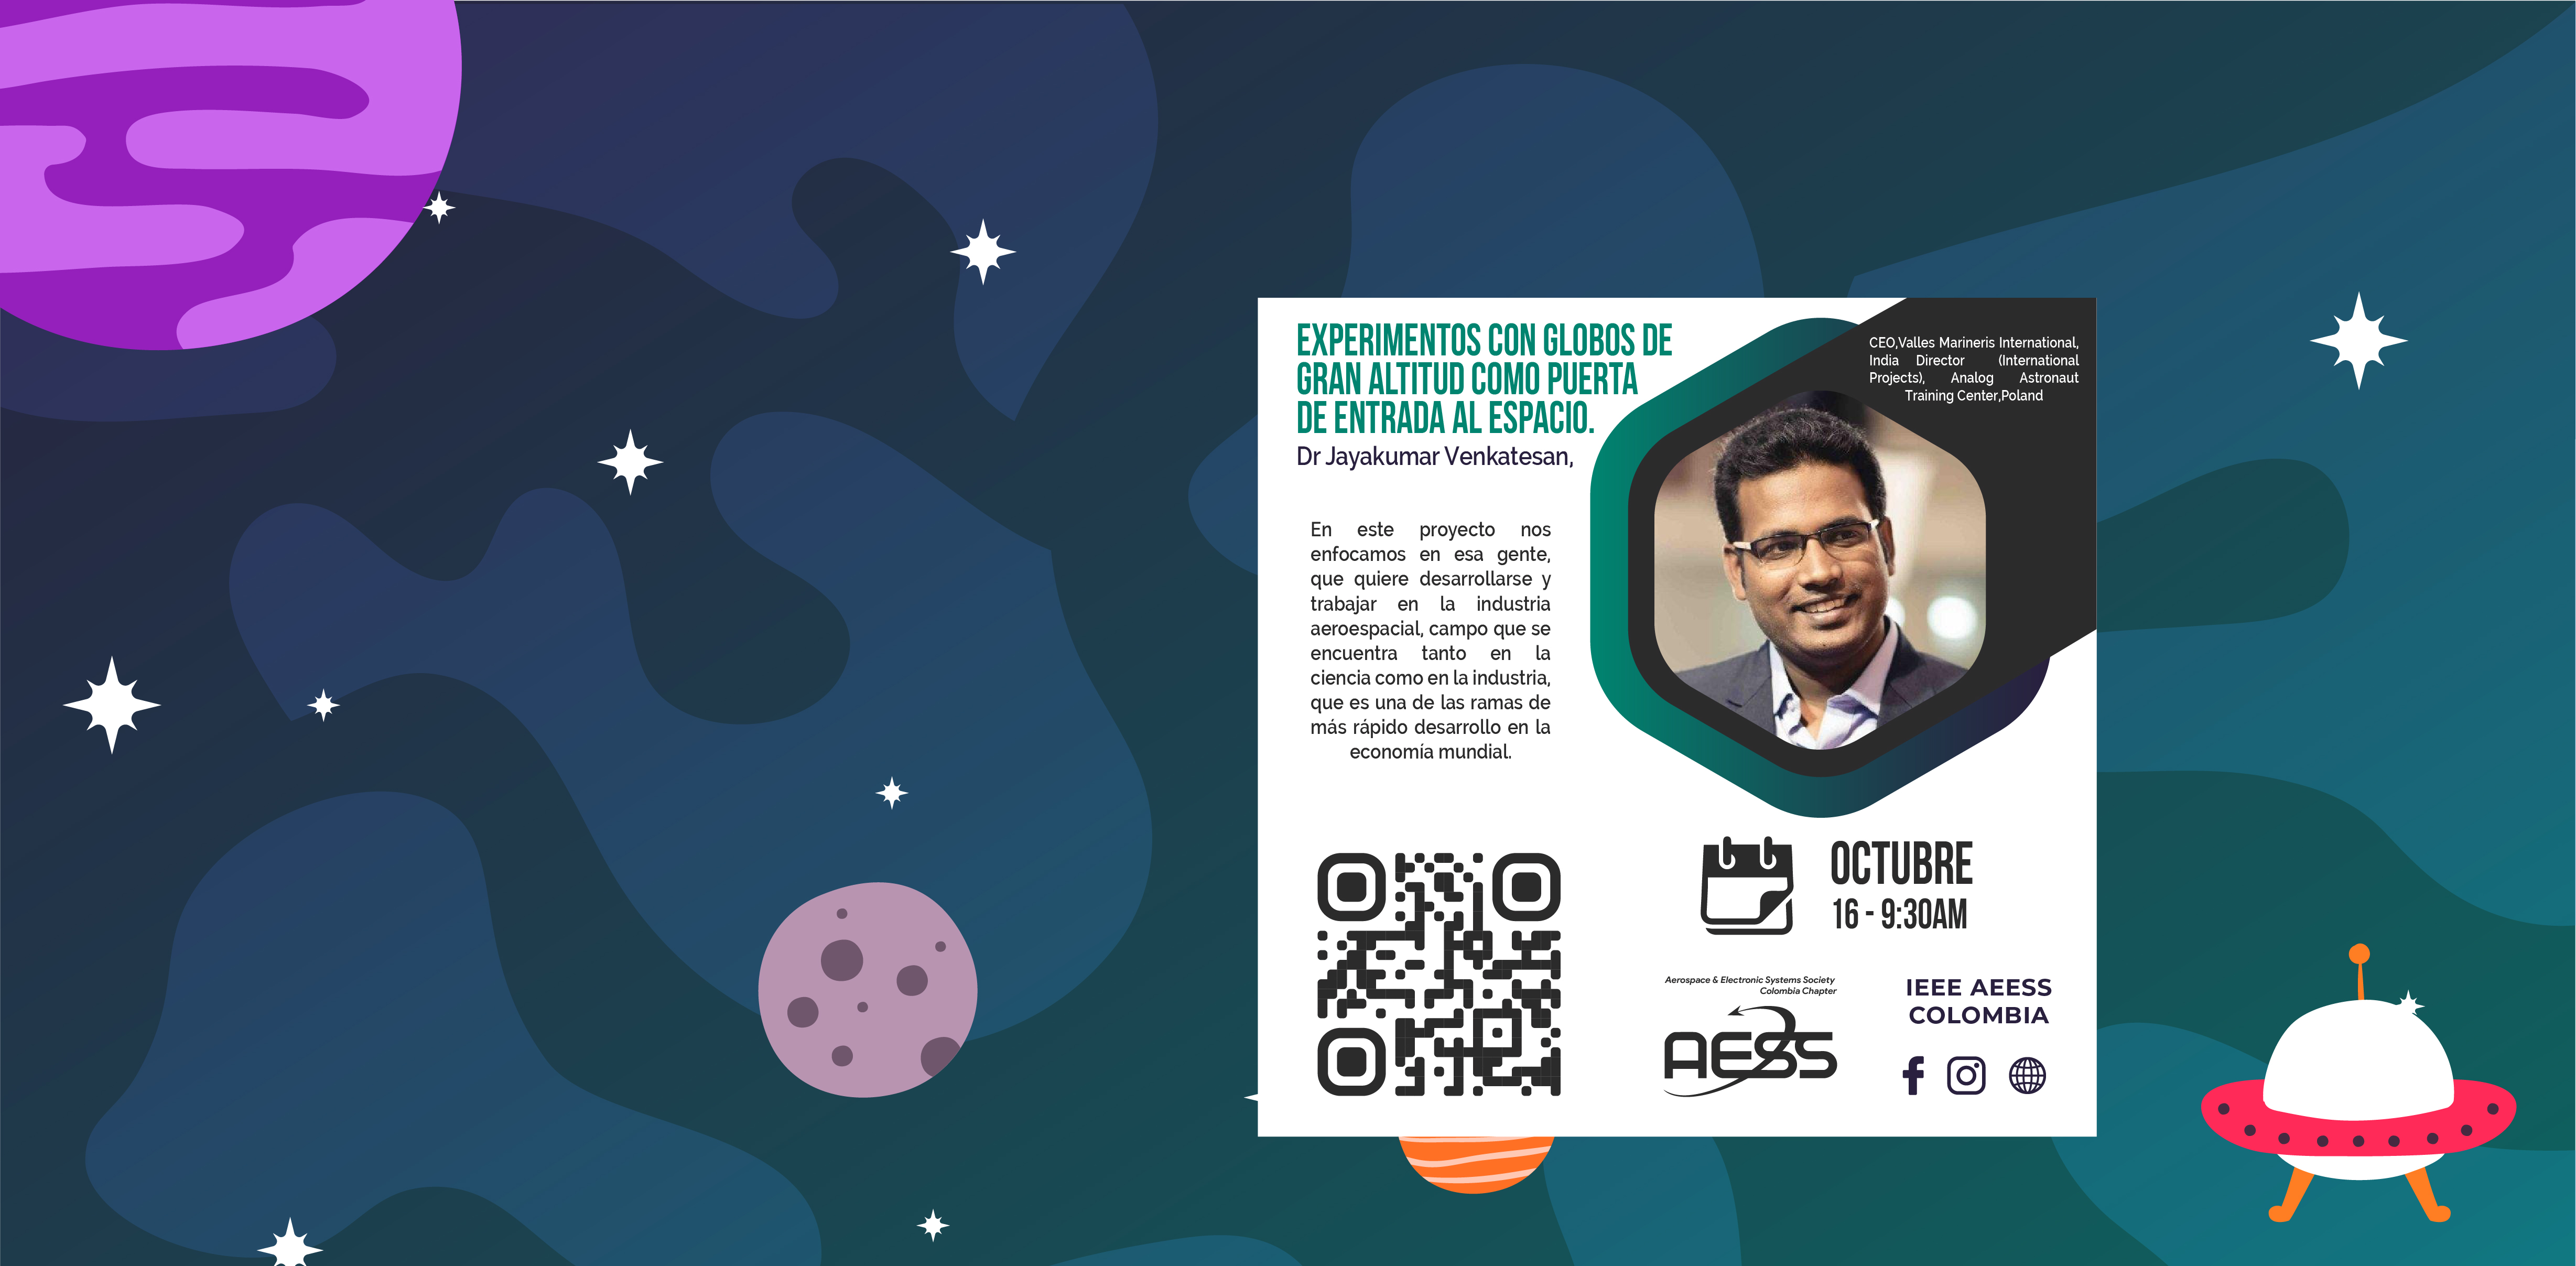 EXPERIMENTOS CON GLOBOS DE
GRAN ALTITUD COMO PUERTA
DE ENTRADA AL ESPACIO.
Dr Jayakumar Venkatesan,
CEO,Valles Marineris International,
India Director (International
Projects), Analog Astronaut
Training Center,Poland
En este proyecto nos
enfocamos en esa gente,
que quiere desarrollarse y
trabajar en la industria
aeroespacial, campo que se
encuentra tanto en la
ciencia como en la industria,
que es una de las ramas de
más rápido desarrollo en la
economía mundial.
OCTUBRE
16 - 9:30AM
Aerospace & Electronic Systems Society
Colombia Chapter
AESS
IEEE AEESS
COLOMBIA